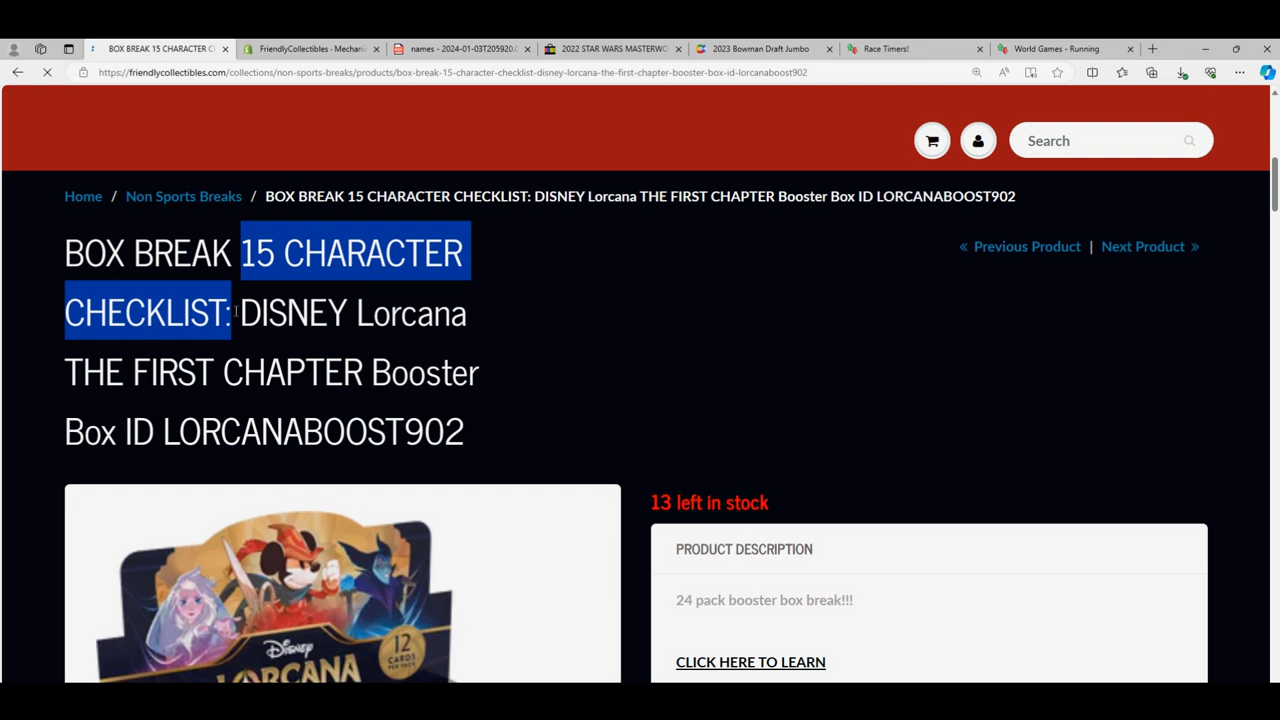 BOX BREAK 15 CHARACTER C
FriendlyCollectibles - Mechanic
names - 2024-01-03T205920.
2022 STAR WARS MASTERWO
2023 Bowman Draft Jumbo
Race Timers!
World Games - Running
https://friendlycollectibles.com/collections/non-sports-breaks/products/box-break-15-character-checklist-disney-lorcana-the-first-chapter-booster-box-id-lorcanaboost902
Search
Home / Non Sports Breaks / BOX BREAK 15 CHARACTER CHECKLIST: DISNEY Lorcana THE FIRST CHAPTER Booster Box ID LORCANABOOST902
BOX BREAK 15 CHARACTER
CHECKLIST: DISNEY Lorcana
THE FIRST CHAPTER Booster
Box ID LORCANABOOST902
« Previous Product | Next Product »
13 left in stock
PRODUCT DESCRIPTION
24 pack booster box break!!!
CLICK HERE TO LEARN
Disney
LORCANA
12
CARDS
PER PACK